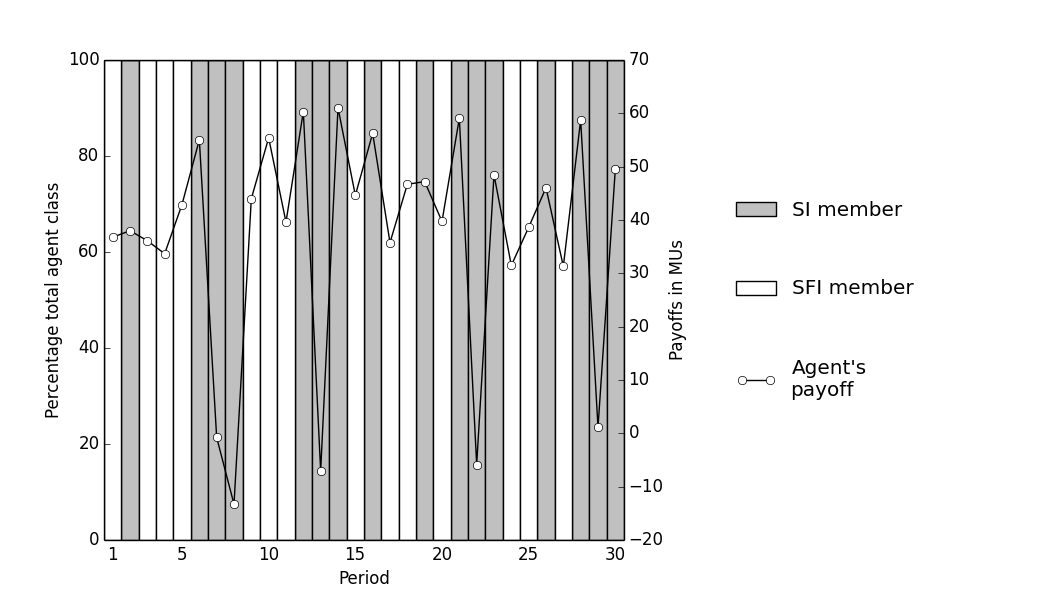 100
80
60
40
20
0
Percentage total agent class
70
60
50
40
30
20
10
0
−10
−20
Payoffs in MUs
1 5 10 15 20 25 30
Period
SI member
SFI member
Agent's
payoff